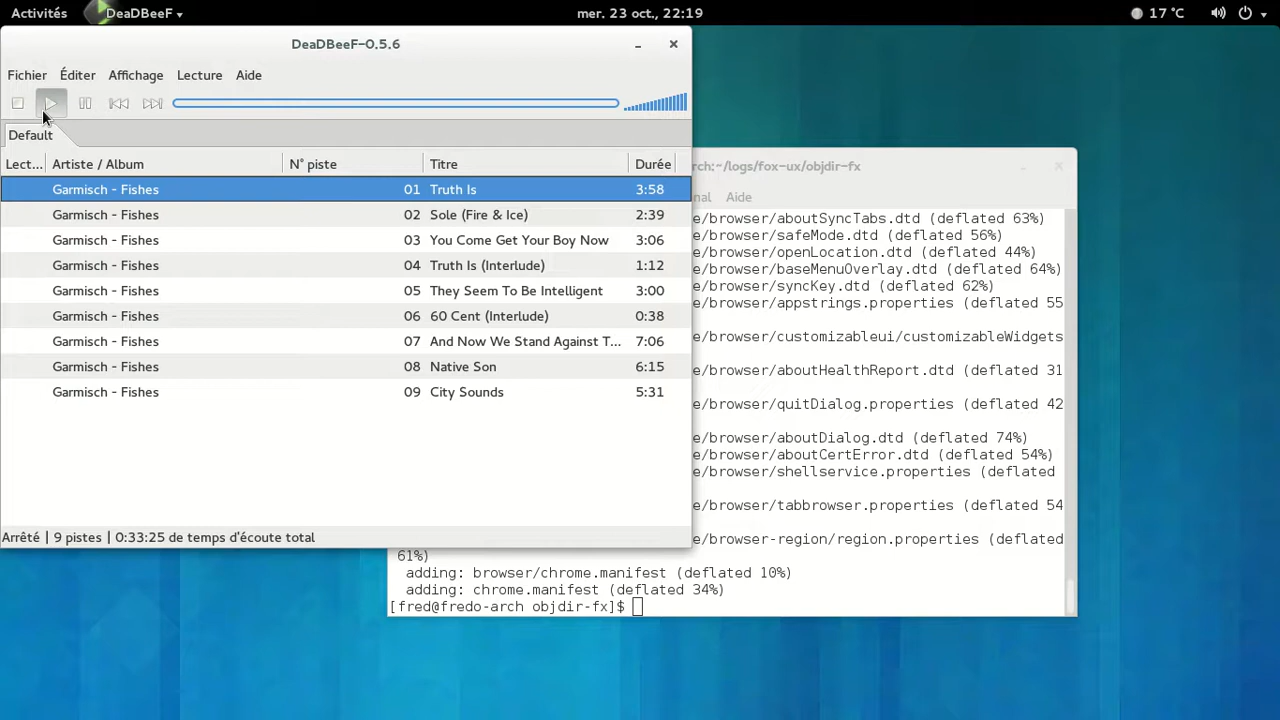 Activités DeaDBeeF mer. 23 oct., 22:19 17 °C
DeaDBeeF-0.5.6
Fichier Éditer Affichage Lecture Aide
Default
Lect... Artiste / Album N° piste Titre Durée
Garmisch - Fishes 01 Truth Is 3:58
Garmisch - Fishes 02 Sole (Fire & Ice) 2:39
Garmisch - Fishes 03 You Come Get Your Boy Now 3:06
Garmisch - Fishes 04 Truth Is (Interlude) 1:12
Garmisch - Fishes 05 They Seem To Be Intelligent 3:00
Garmisch - Fishes 06 60 Cent (Interlude) 0:38
Garmisch - Fishes 07 And Now We Stand Against T... 7:06
Garmisch - Fishes 08 Native Son 6:15
Garmisch - Fishes 09 City Sounds 5:31
Arrêté | 9 pistes | 0:33:25 de temps d'écoute total
rch:~/logs/fox-ux/objdir-fx
nal Aide
e/browser/aboutSyncTabs.dtd (deflated 63%)
e/browser/safeMode.dtd (deflated 56%)
e/browser/openLocation.dtd (deflated 44%)
e/browser/baseMenuOverlay.dtd (deflated 64%)
e/browser/syncKey.dtd (deflated 62%)
e/browser/appstrings.properties (deflated 55
e/browser/customizableui/customizableWidgets
e/browser/aboutHealthReport.dtd (deflated 31
e/browser/quitDialog.properties (deflated 42
e/browser/aboutDialog.dtd (deflated 74%)
e/browser/aboutCertError.dtd (deflated 54%)
e/browser/shellservice.properties (deflated
e/browser/tabbrowser.properties (deflated 54
e/browser-region/region.properties (deflated
61%)
adding: browser/chrome.manifest (deflated 10%)
adding: chrome.manifest (deflated 34%)
[fred@fredo-arch objdir-fx]$